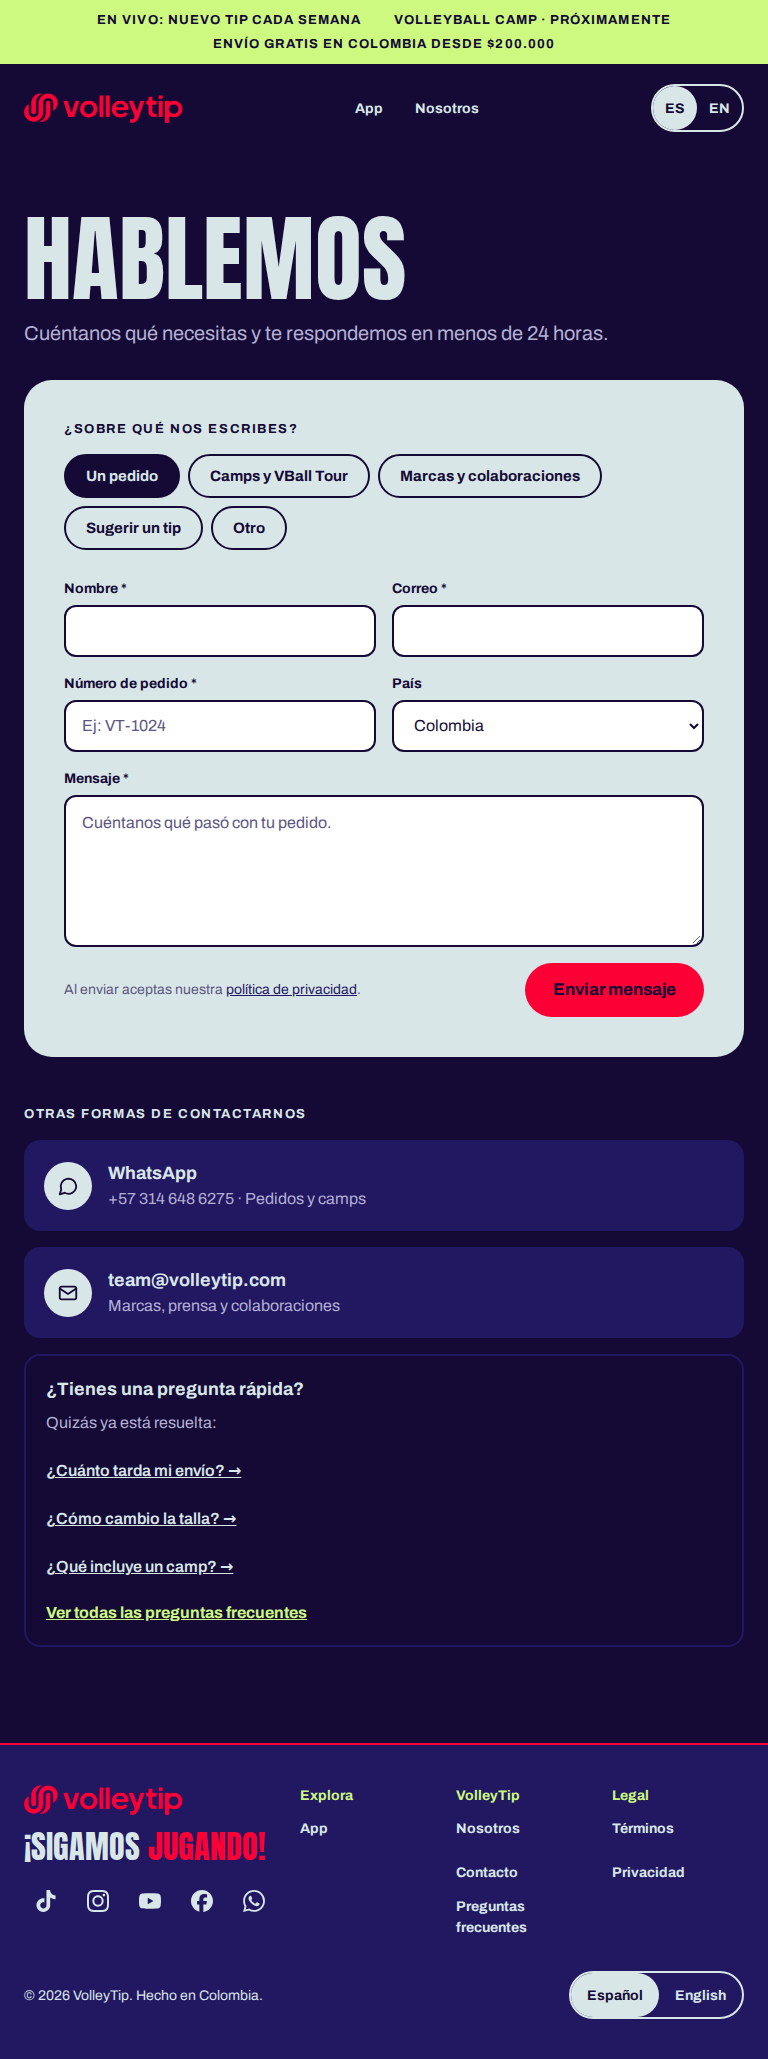 EN VIVO: NUEVO TIP CADA SEMANA VOLLEYBALL CAMP · PRÓXIMAMENTE
ENVÍO GRATIS EN COLOMBIA DESDE $200.000
volleytip App Nosotros ES EN
HABLEMOS
Cuéntanos qué necesitas y te respondemos en menos de 24 horas.
¿SOBRE QUÉ NOS ESCRIBES?
Un pedido Camps y VBall Tour Marcas y colaboraciones
Sugerir un tip Otro
Nombre * Correo *
Número de pedido * País
Ej: VT-1024 Colombia
Mensaje *
Cuéntanos qué pasó con tu pedido.
Al enviar aceptas nuestra política de privacidad. Enviar mensaje
OTRAS FORMAS DE CONTACTARNOS
WhatsApp
+57 314 648 6275 · Pedidos y camps
team@volleytip.com
Marcas, prensa y colaboraciones
¿Tienes una pregunta rápida?
Quizás ya está resuelta:
¿Cuánto tarda mi envío? →
¿Cómo cambio la talla? →
¿Qué incluye un camp? →
Ver todas las preguntas frecuentes
volleytip
¡SIGAMOS JUGANDO!
Explora
App
VolleyTip
Nosotros
Contacto
Preguntas
frecuentes
Legal
Términos
Privacidad
© 2026 VolleyTip. Hecho en Colombia. Español English